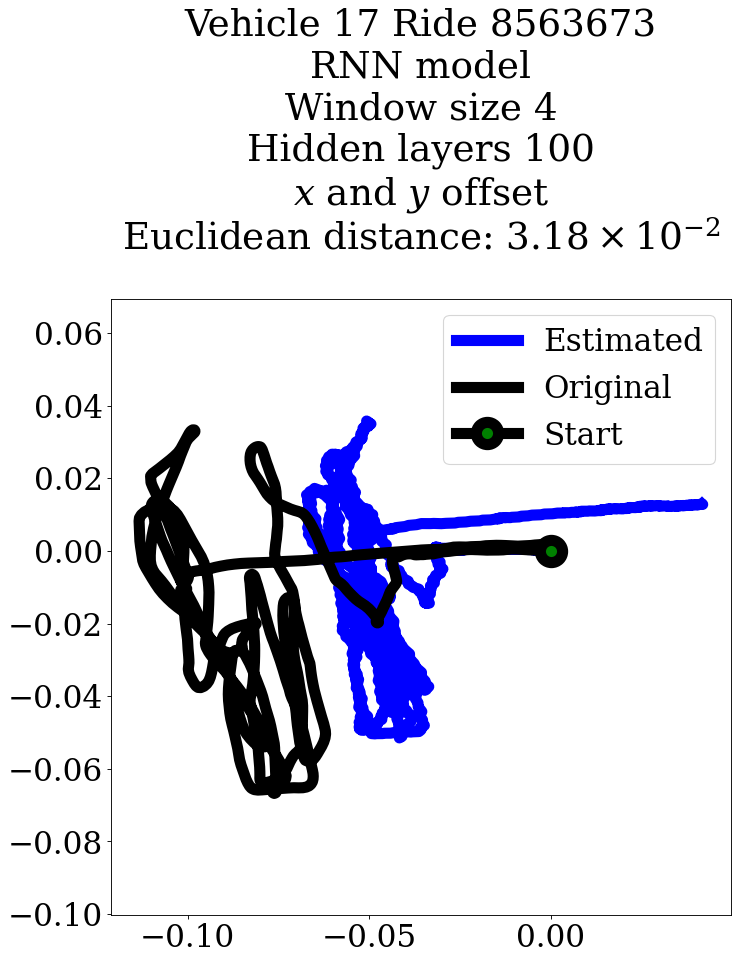 Vehicle 17 Ride 8563673
RNN model
Window size 4
Hidden layers 100
x and y offset
Euclidean distance: 3.18 × 10⁻²
Estimated
Original
Start
0.06
0.04
0.02
0.00
−0.02
−0.04
−0.06
−0.08
−0.10
−0.10 −0.05 0.00